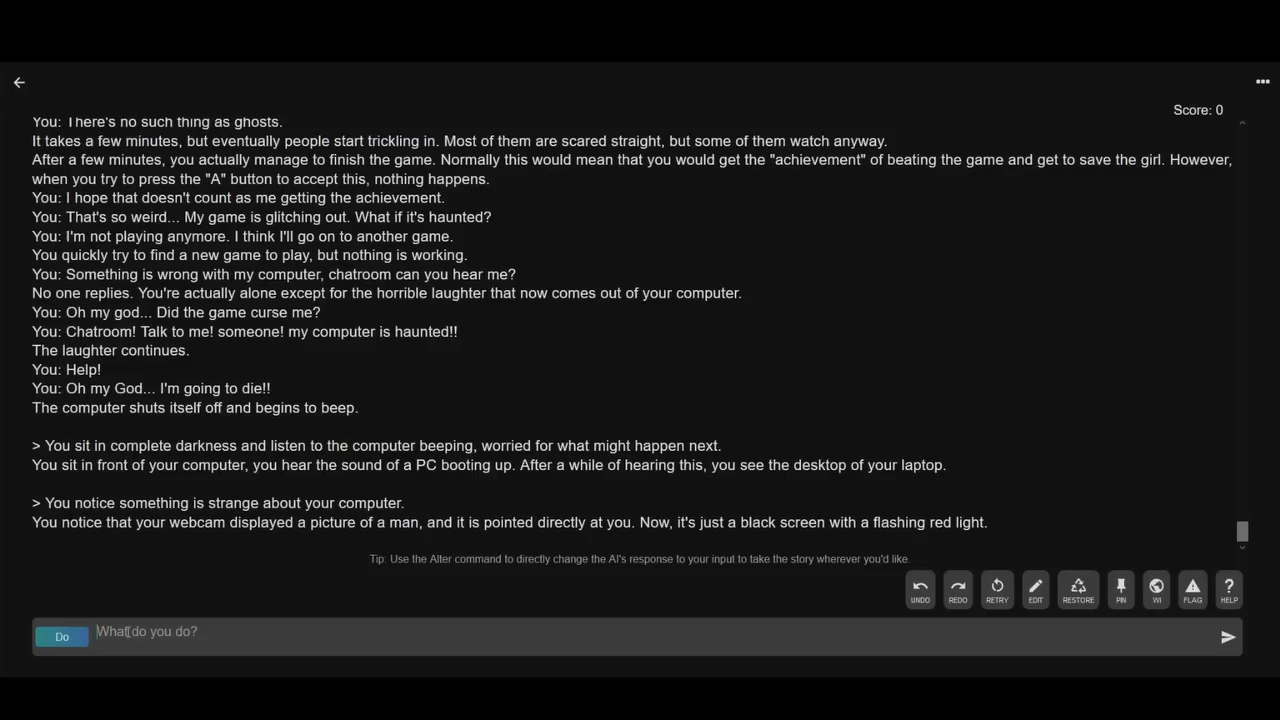 Score: 0
You: There's no such thing as ghosts.
It takes a few minutes, but eventually people start trickling in. Most of them are scared straight, but some of them watch anyway.
After a few minutes, you actually manage to finish the game. Normally this would mean that you would get the "achievement" of beating the game and get to save the girl. However,
when you try to press the "A" button to accept this, nothing happens.
You: I hope that doesn't count as me getting the achievement.
You: That's so weird... My game is glitching out. What if it's haunted?
You: I'm not playing anymore. I think I'll go on to another game.
You quickly try to find a new game to play, but nothing is working.
You: Something is wrong with my computer, chatroom can you hear me?
No one replies. You're actually alone except for the horrible laughter that now comes out of your computer.
You: Oh my god... Did the game curse me?
You: Chatroom! Talk to me! someone! my computer is haunted!!
The laughter continues.
You: Help!
You: Oh my God... I'm going to die!!
The computer shuts itself off and begins to beep.
> You sit in complete darkness and listen to the computer beeping, worried for what might happen next.
You sit in front of your computer, you hear the sound of a PC booting up. After a while of hearing this, you see the desktop of your laptop.
> You notice something is strange about your computer.
You notice that your webcam displayed a picture of a man, and it is pointed directly at you. Now, it's just a black screen with a flashing red light.
Tip: Use the Alter command to directly change the AI's response to your input to take the story wherever you'd like.
UNDO REDO RETRY EDIT RESTORE PIN WI FLAG HELP
Do What do you do?